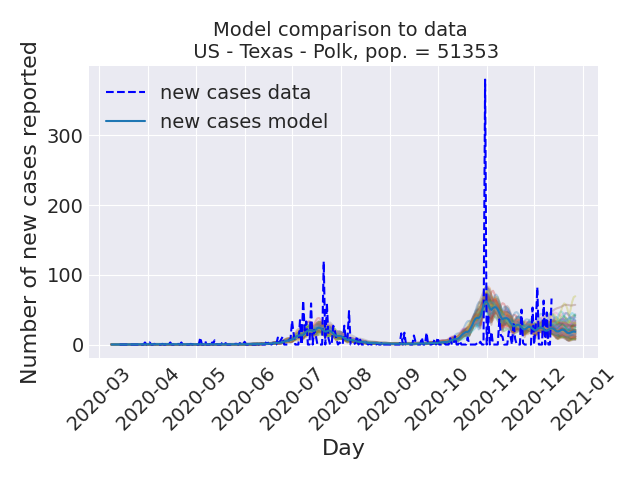 Model comparison to data
US - Texas - Polk, pop. = 51353
Number of new cases reported
new cases data
new cases model
300
200
100
0
2020-03
2020-04
2020-05
2020-06
2020-07
2020-08
2020-09
2020-10
2020-11
2020-12
2021-01
Day